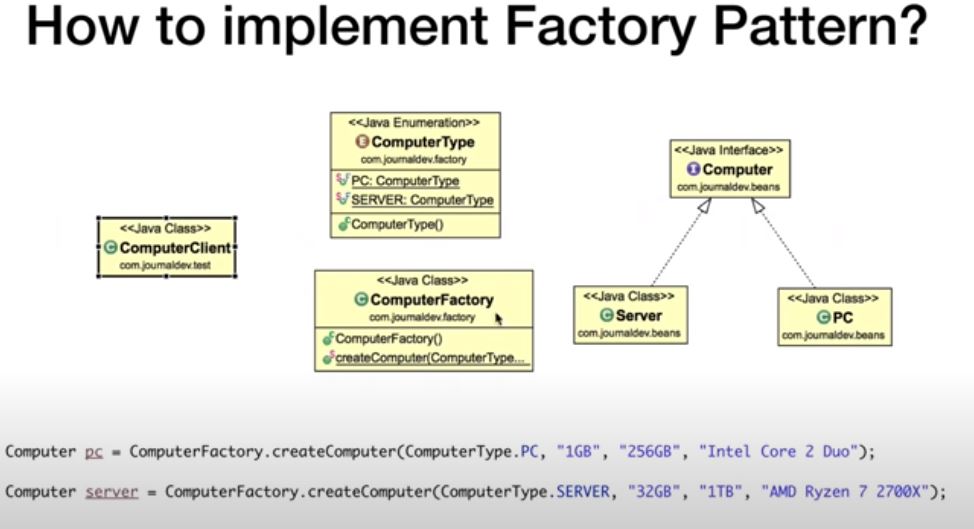 How to implement Factory Pattern?
<<Java Enumeration>>
E ComputerType
com.journaldev.factory
PC: ComputerType
SERVER: ComputerType
ComputerType()
<<Java Interface>>
I Computer
com.journaldev.beans
<<Java Class>>
C ComputerClient
com.journaldev.test
<<Java Class>>
C ComputerFactory
com.journaldev.factory
ComputerFactory()
createComputer(ComputerType...
<<Java Class>>
C Server
com.journaldev.beans
<<Java Class>>
C PC
com.journaldev.beans
Computer pc = ComputerFactory.createComputer(ComputerType.PC, "1GB", "256GB", "Intel Core 2 Duo");
Computer server = ComputerFactory.createComputer(ComputerType.SERVER, "32GB", "1TB", "AMD Ryzen 7 2700X");